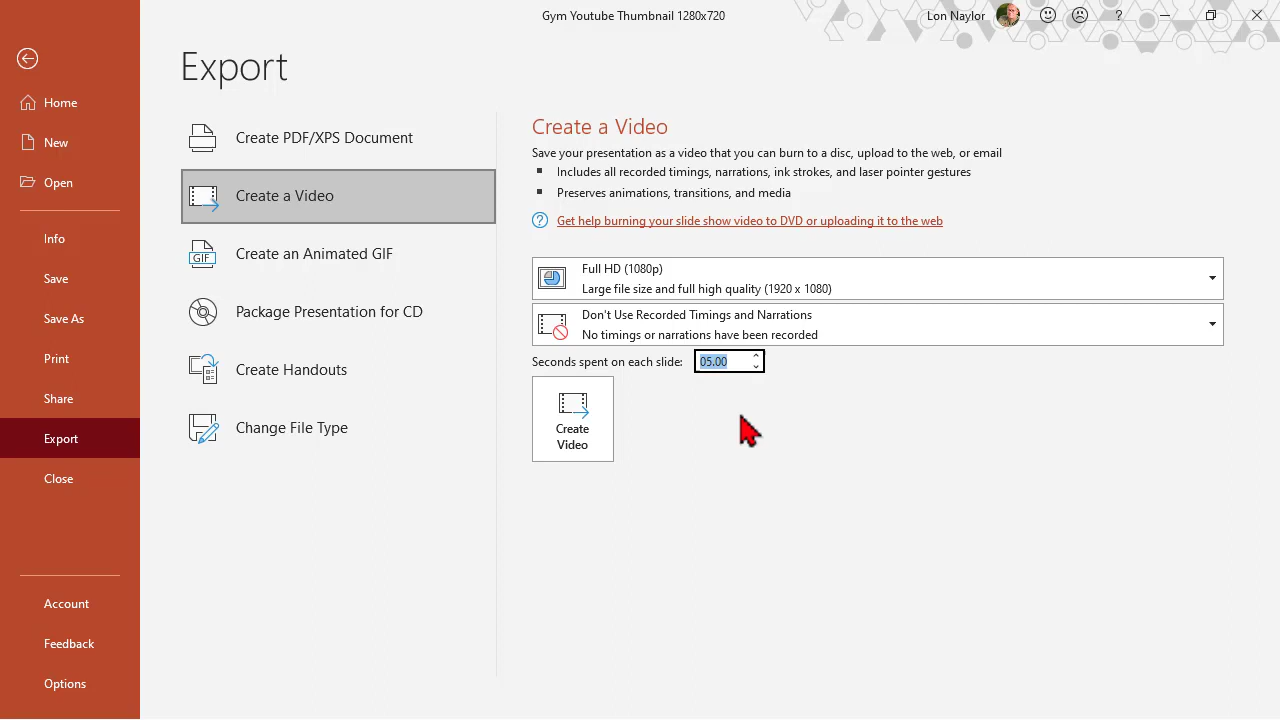 Gym Youtube Thumbnail 1280x720
Lon Naylor
?
Home
New
Open
Info
Save
Save As
Print
Share
Export
Close
Account
Feedback
Options
Export
Create PDF/XPS Document
Create a Video
GIF
Create an Animated GIF
Package Presentation for CD
Create Handouts
Change File Type
Create a Video
Save your presentation as a video that you can burn to a disc, upload to the web, or email
Includes all recorded timings, narrations, ink strokes, and laser pointer gestures
Preserves animations, transitions, and media
? Get help burning your slide show video to DVD or uploading it to the web
Full HD (1080p)
Large file size and full high quality (1920 x 1080)
Don't Use Recorded Timings and Narrations
No timings or narrations have been recorded
Seconds spent on each slide: 05.00
Create
Video